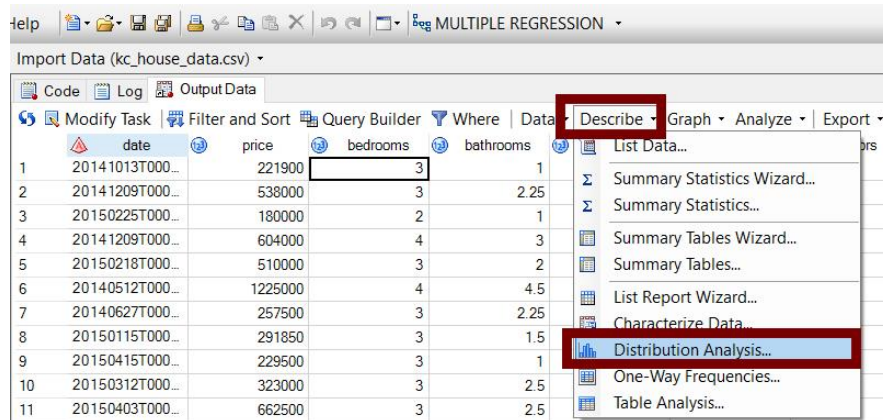 Help MULTIPLE REGRESSION
Import Data (kc_house_data.csv)
Code Log Output Data
Modify Task Filter and Sort Query Builder Where Data Describe Graph Analyze Export
date price bedrooms bathrooms
1 20141013T000... 221900 3 1
2 20141209T000... 538000 3 2.25
3 20150225T000... 180000 2 1
4 20141209T000... 604000 4 3
5 20150218T000... 510000 3 2
6 20140512T000... 1225000 4 4.5
7 20140627T000... 257500 3 2.25
8 20150115T000... 291850 3 1.5
9 20150415T000... 229500 3 1
10 20150312T000... 323000 3 2.5
11 20150403T000... 662500 3 2.5
List Data...
Summary Statistics Wizard...
Summary Statistics...
Summary Tables Wizard...
Summary Tables...
List Report Wizard...
Characterize Data...
Distribution Analysis...
One-Way Frequencies...
Table Analysis...